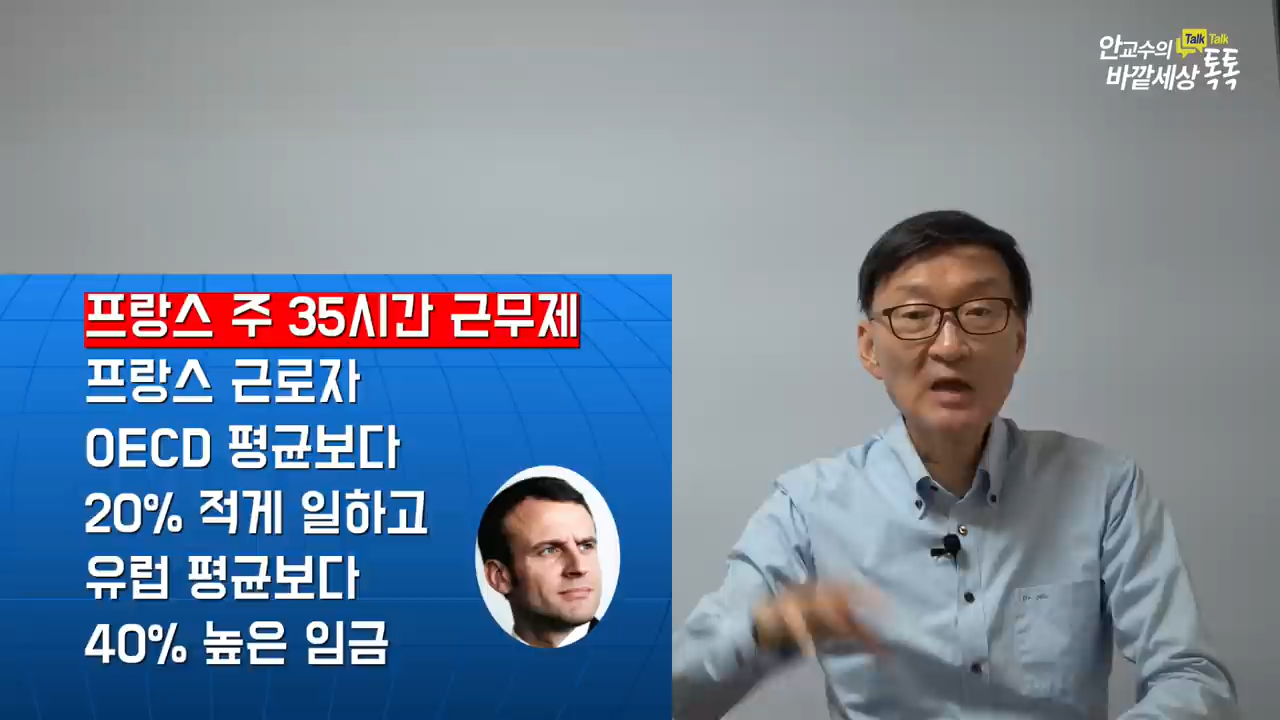 프랑스 주 35시간 근무제
프랑스 근로자
OECD 평균보다
20% 적게 일하고
유럽 평균보다
40% 높은 임금
안교수의 Talk Talk
바깥세상 톡톡